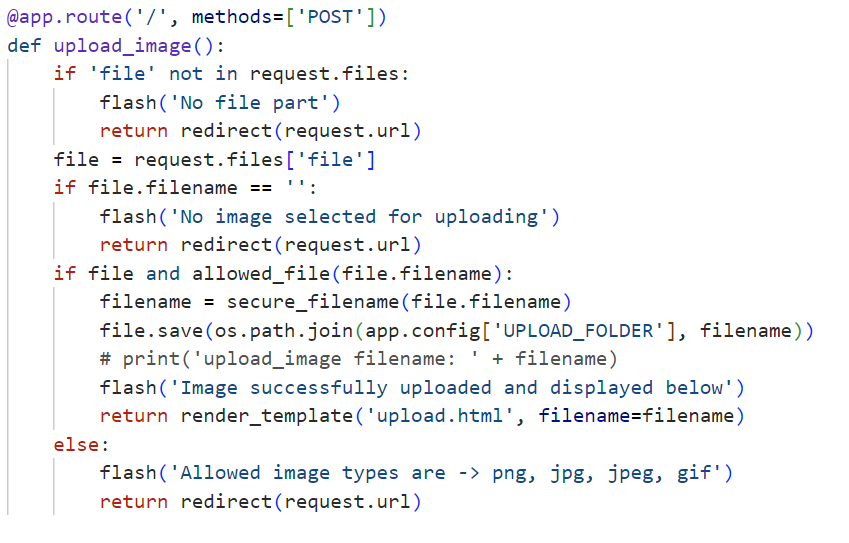 @app.route('/', methods=['POST'])
def upload_image():
    if 'file' not in request.files:
        flash('No file part')
        return redirect(request.url)
    file = request.files['file']
    if file.filename == '':
        flash('No image selected for uploading')
        return redirect(request.url)
    if file and allowed_file(file.filename):
        filename = secure_filename(file.filename)
        file.save(os.path.join(app.config['UPLOAD_FOLDER'], filename))
        # print('upload_image filename: ' + filename)
        flash('Image successfully uploaded and displayed below')
        return render_template('upload.html', filename=filename)
    else:
        flash('Allowed image types are -> png, jpg, jpeg, gif')
        return redirect(request.url)